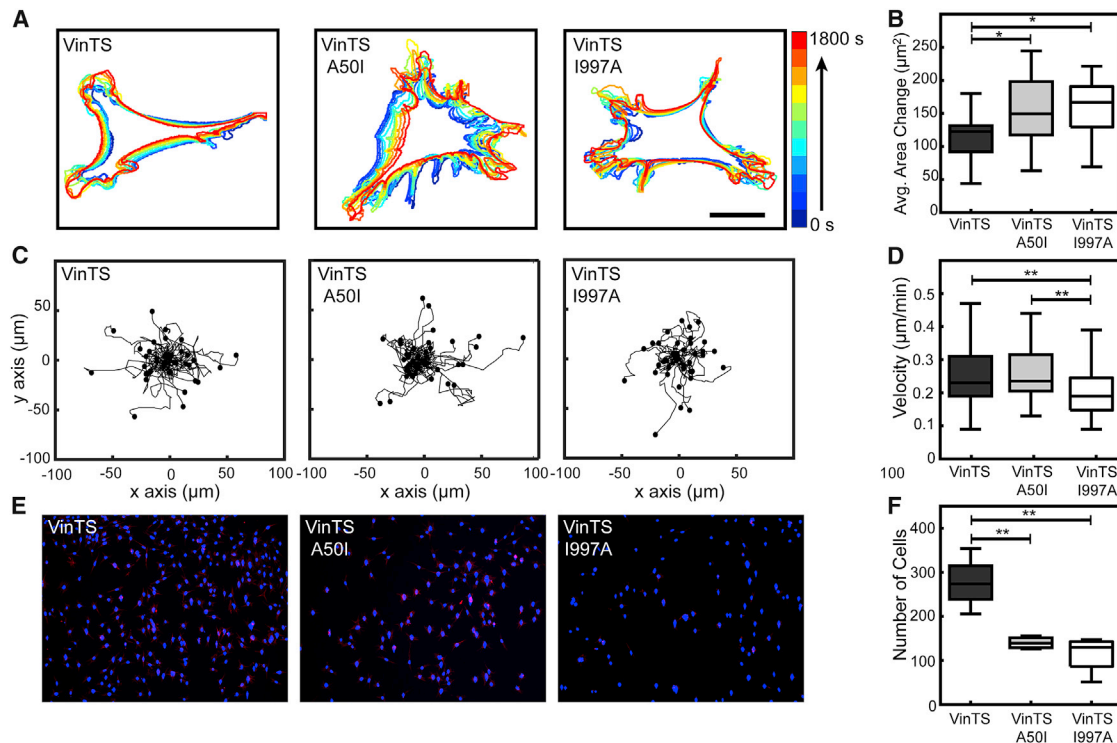 A
VinTS
VinTS
A50I
VinTS
I997A
1800 s
0 s
B
Avg. Area Change (µm²)
300
250
200
150
100
50
0
VinTS
VinTS
A50I
VinTS
I997A
*
*
C
VinTS
VinTS
A50I
VinTS
I997A
y axis (µm)
50
0
-50
-100
-100 -50 0 50 100
-50 0 50 100
-100 -50 0 50 100
x axis (µm)
x axis (µm)
x axis (µm)
D
Velocity (µm/min)
0.5
0.4
0.3
0.2
0.1
0
**
**
VinTS
VinTS
A50I
VinTS
I997A
E
VinTS
VinTS
A50I
VinTS
I997A
F
Number of Cells
400
300
200
100
0
**
**
VinTS
VinTS
A50I
VinTS
I997A